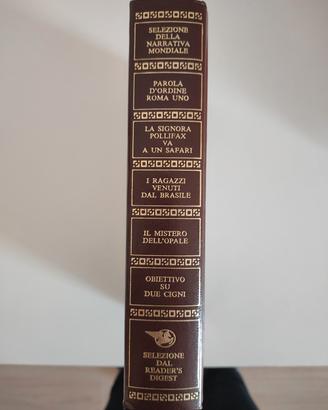 SELEZIONE
DELLA
NARRATIVA
MONDIALE
PAROLA
D'ORDINE
ROMA UNO
LA SIGNORA
POLLIFAX
VA
A UN SAFARI
I RAGAZZI
VENUTI
DAL BRASILE
IL MISTERO
DELL'OPALE
OBIETTIVO
SU
DUE CIGNI
SELEZIONE
DAL
READER'S
DIGEST